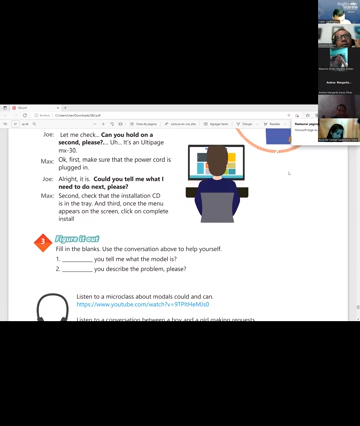 Joe: Let me check... Can you hold on a
second, please?.... Uh... It's an Ultipage
mx-30.
Max: Ok, first, make sure that the power cord is
plugged in.
Joe: Alright, it is. Could you tell me what I
need to do next, please?
Max: Second, check that the installation CD
is in the tray. And third, once the menu
appears on the screen, click on complete
install
3 Figure it out
Fill in the blanks. Use the conversation above to help yourself.
1. __________ you tell me what the model is?
2. __________ you describe the problem, please?
Listen to a microclass about modals could and can.
https://www.youtube.com/watch?v=9TPltHeMJs0
Listen to a conversation between a boy and a girl making requests